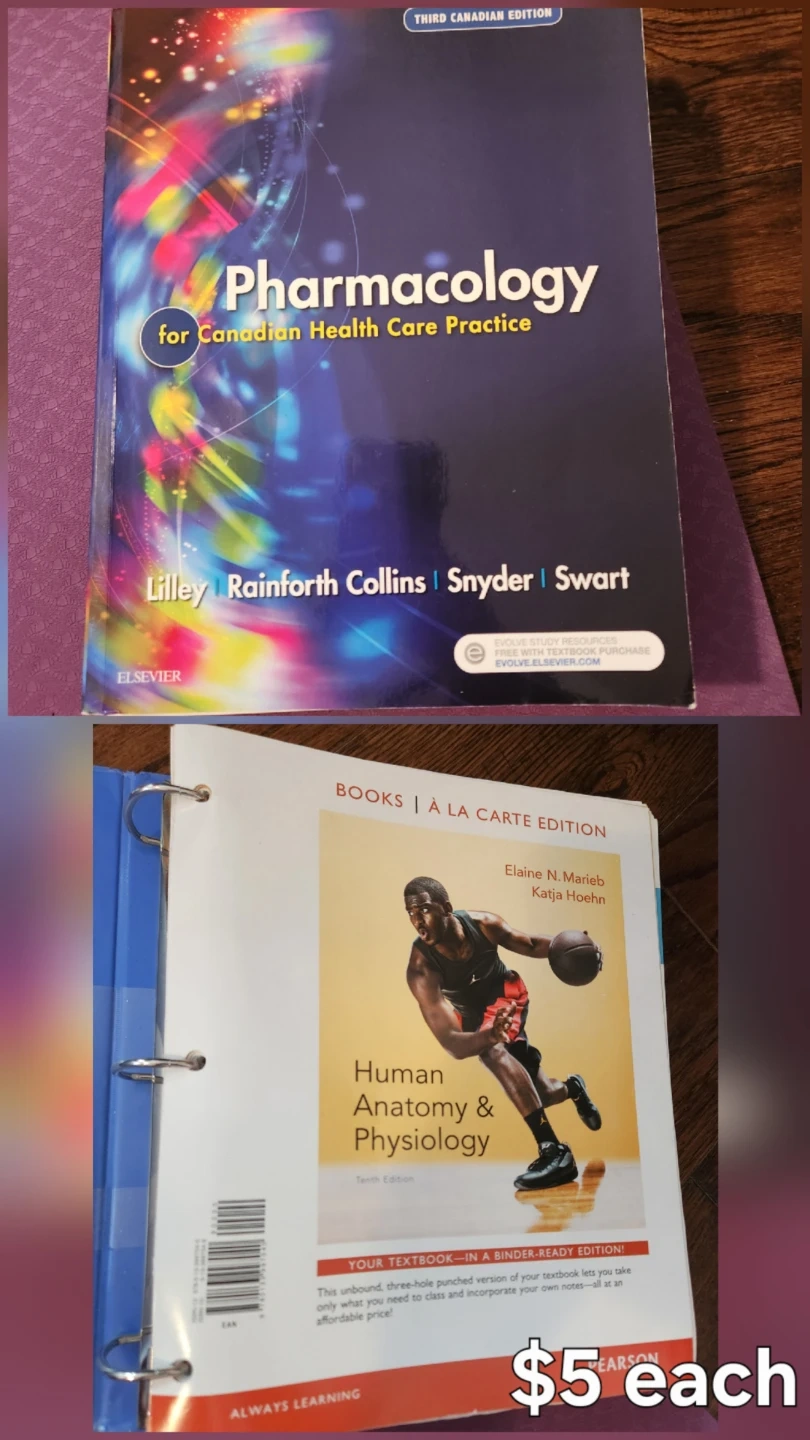 THIRD CANADIAN EDITION
Pharmacology
for Canadian Health Care Practice
Lilley | Rainforth Collins | Snyder | Swart
EVOLVE STUDY RESOURCES
FREE WITH TEXTBOOK PURCHASE
EVOLVE.ELSEVIER.COM
ELSEVIER
BOOKS | À LA CARTE EDITION
Elaine N. Marieb
Katja Hoehn
Human
Anatomy &
Physiology
Tenth Edition
YOUR TEXTBOOK—IN A BINDER-READY EDITION!
This unbound, three-hole punched version of your textbook lets you take
only what you need to class and incorporate your own notes—all at an
affordable price!
EAN
PEARSON
$5 each
ALWAYS LEARNING